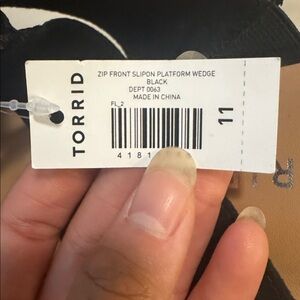 TORRID
ZIP FRONT SLIPON PLATFORM WEDGE
BLACK
DEPT 0063
MADE IN CHINA
FL_2
4181
11